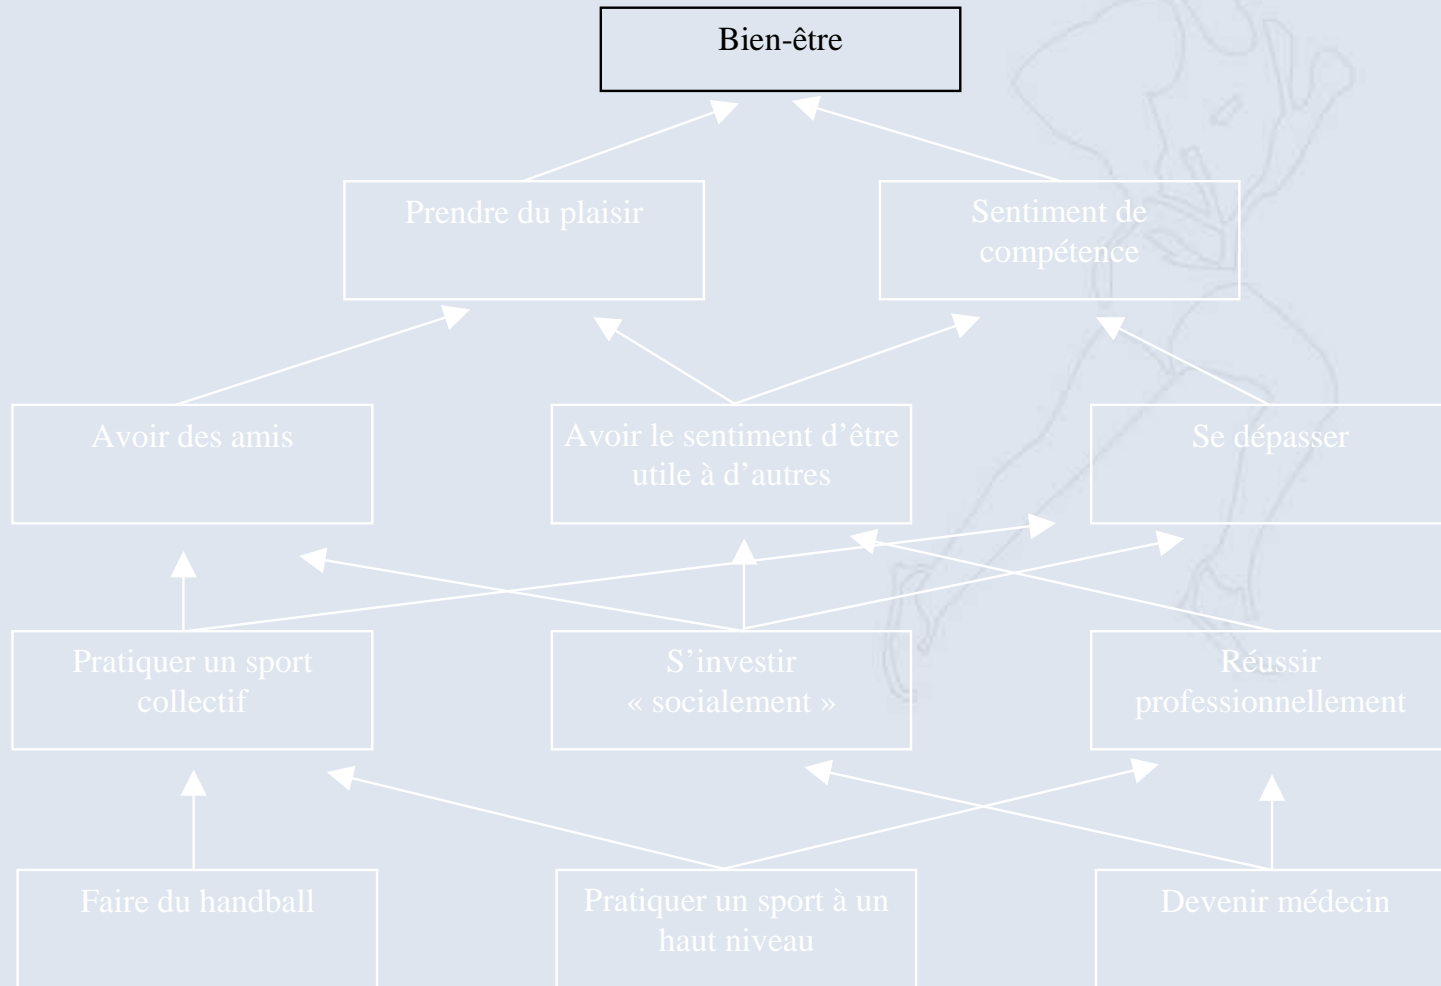 Bien-être
Prendre du plaisir
Sentiment de
compétence
Avoir des amis
Avoir le sentiment d’être
utile à d’autres
Se dépasser
Pratiquer un sport
collectif
S’investir
« socialement »
Réussir
professionnellement
Faire du handball
Pratiquer un sport à un
haut niveau
Devenir médecin